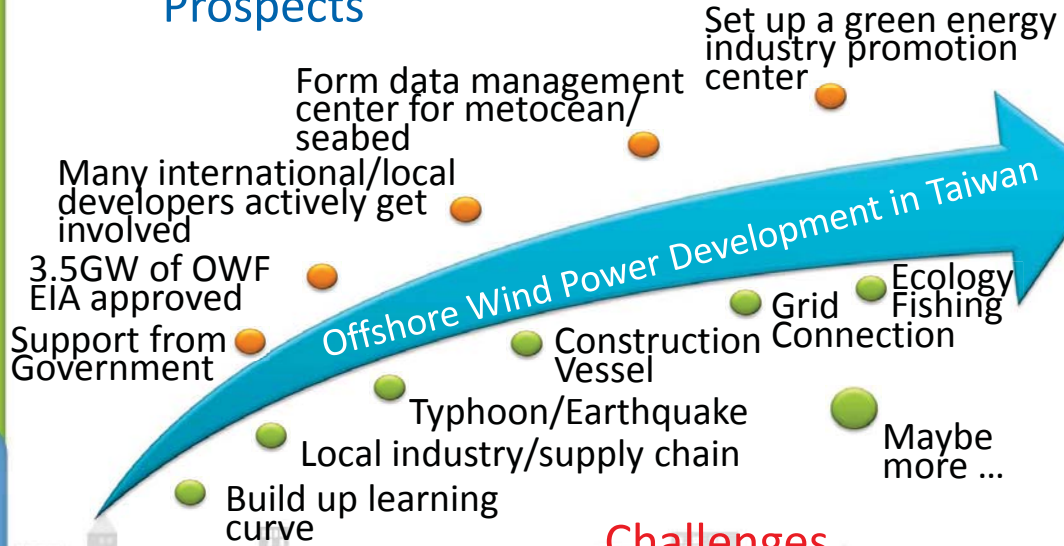 Prospects
Set up a green energy
industry promotion
center
Form data management
center for metocean/
seabed
Many international/local
developers actively get
involved
3.5GW of OWF
EIA approved
Support from
Government
Offshore Wind Power Development in Taiwan
Ecology
Fishing
Grid
Connection
Construction
Vessel
Typhoon/Earthquake
Local industry/supply chain
Build up learning
curve
Maybe
more ...
Challenges